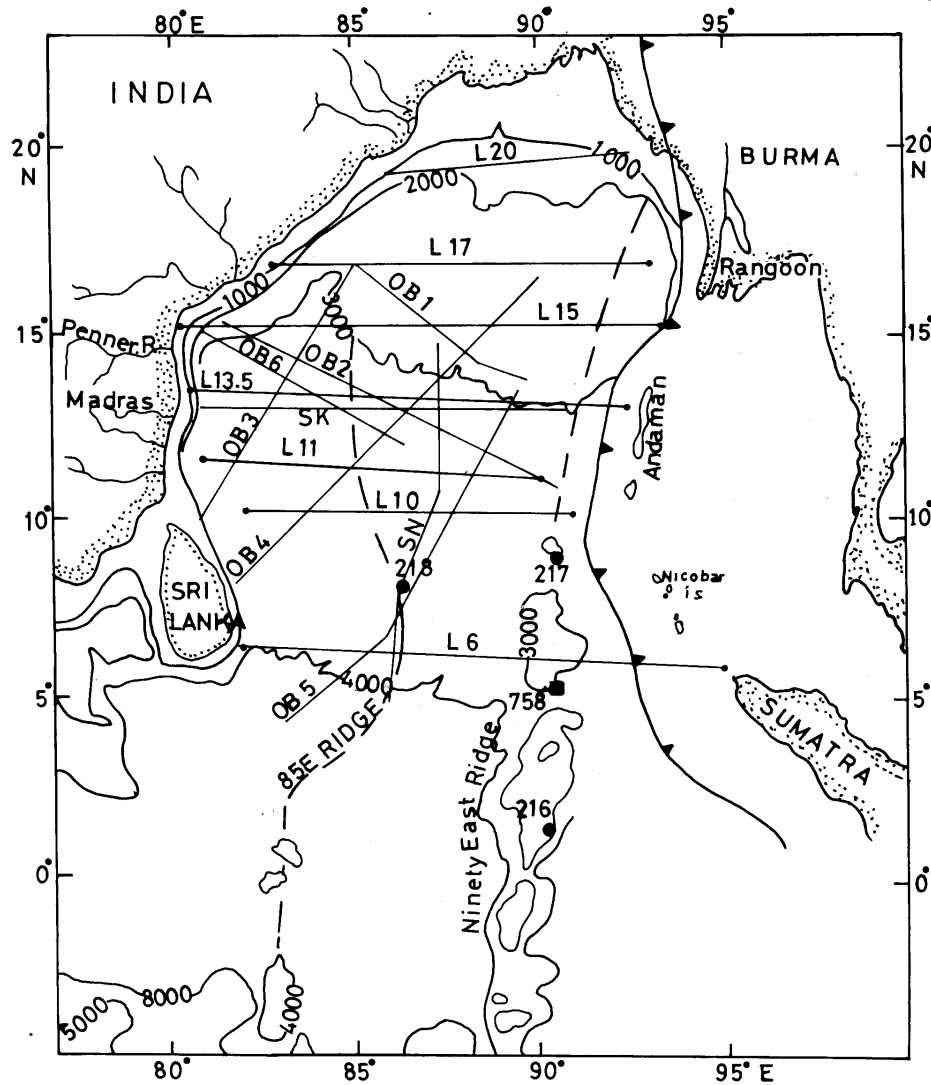 80°E
85°
90°
95°
INDIA
20°
N
20°
N
BURMA
L20
1000
2000
L17
Rangoon
1000
3000
OB1
L15
Penner R.
15°
15°
OB6
OB2
L13.5
Madras
SK
OB3
L11
Andaman
L10
10°
10°
SN
OB4
218
217
Nicobar
is
SRI
LANKA
3000
L6
5°
5°
4000
758
OB5
SUMATRA
85E RIDGE
Ninety East Ridge
216
0°
0°
8000
5000
4000
80°
85°
90°
95° E